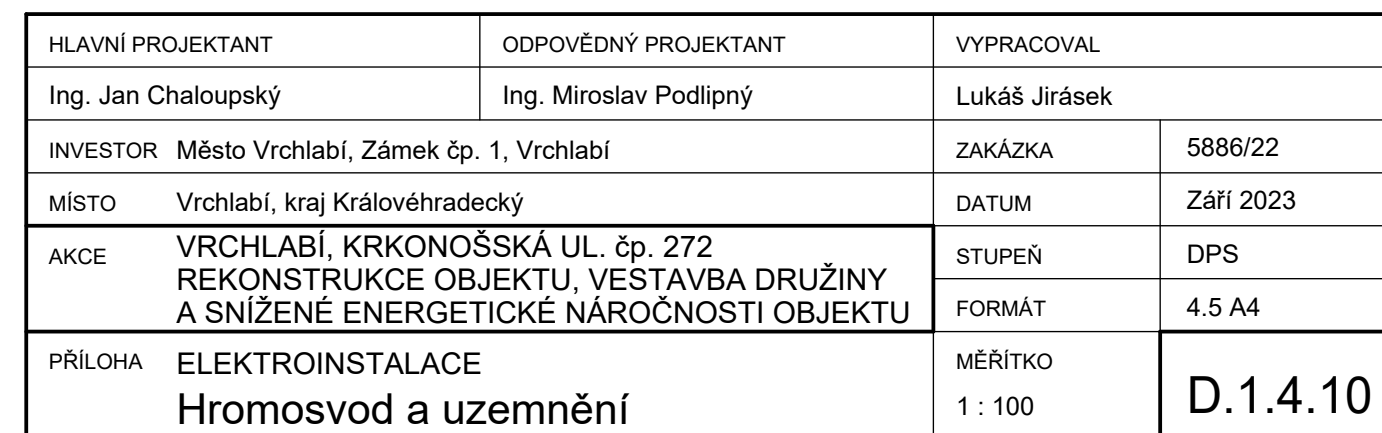 HLAVNÍ PROJEKTANT ODPOVĚDNÝ PROJEKTANT VYPRACOVAL
Ing. Jan Chaloupský Ing. Miroslav Podlipný Lukáš Jirásek
INVESTOR Město Vrchlabí, Zámek čp. 1, Vrchlabí ZAKÁZKA 5886/22
MÍSTO Vrchlabí, kraj Královéhradecký DATUM Září 2023
AKCE VRCHLABÍ, KRKONOŠSKÁ UL. čp. 272
REKONSTRUKCE OBJEKTU, VESTAVBA DRUŽINY
A SNÍŽENÉ ENERGETICKÉ NÁROČNOSTI OBJEKTU
STUPEŇ DPS
FORMÁT 4.5 A4
PŘÍLOHA ELEKTROINSTALACE
Hromosvod a uzemnění
MĚŘÍTKO
1 : 100
D.1.4.10